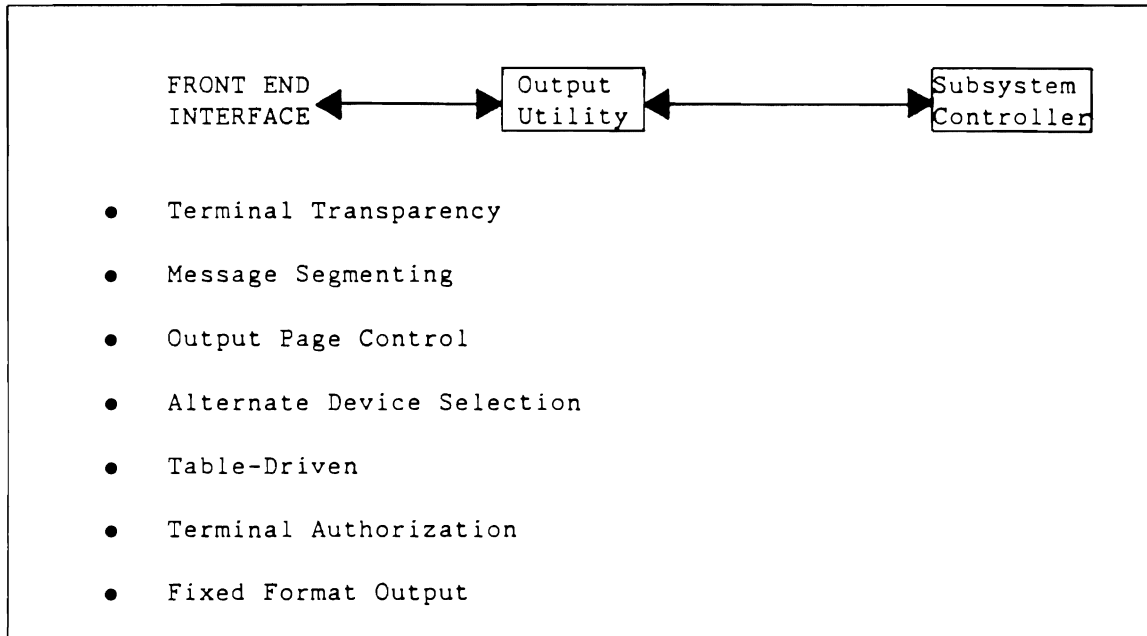 FRONT END
INTERFACE
Output
Utility
Subsystem
Controller
• Terminal Transparency
• Message Segmenting
• Output Page Control
• Alternate Device Selection
• Table-Driven
• Terminal Authorization
• Fixed Format Output